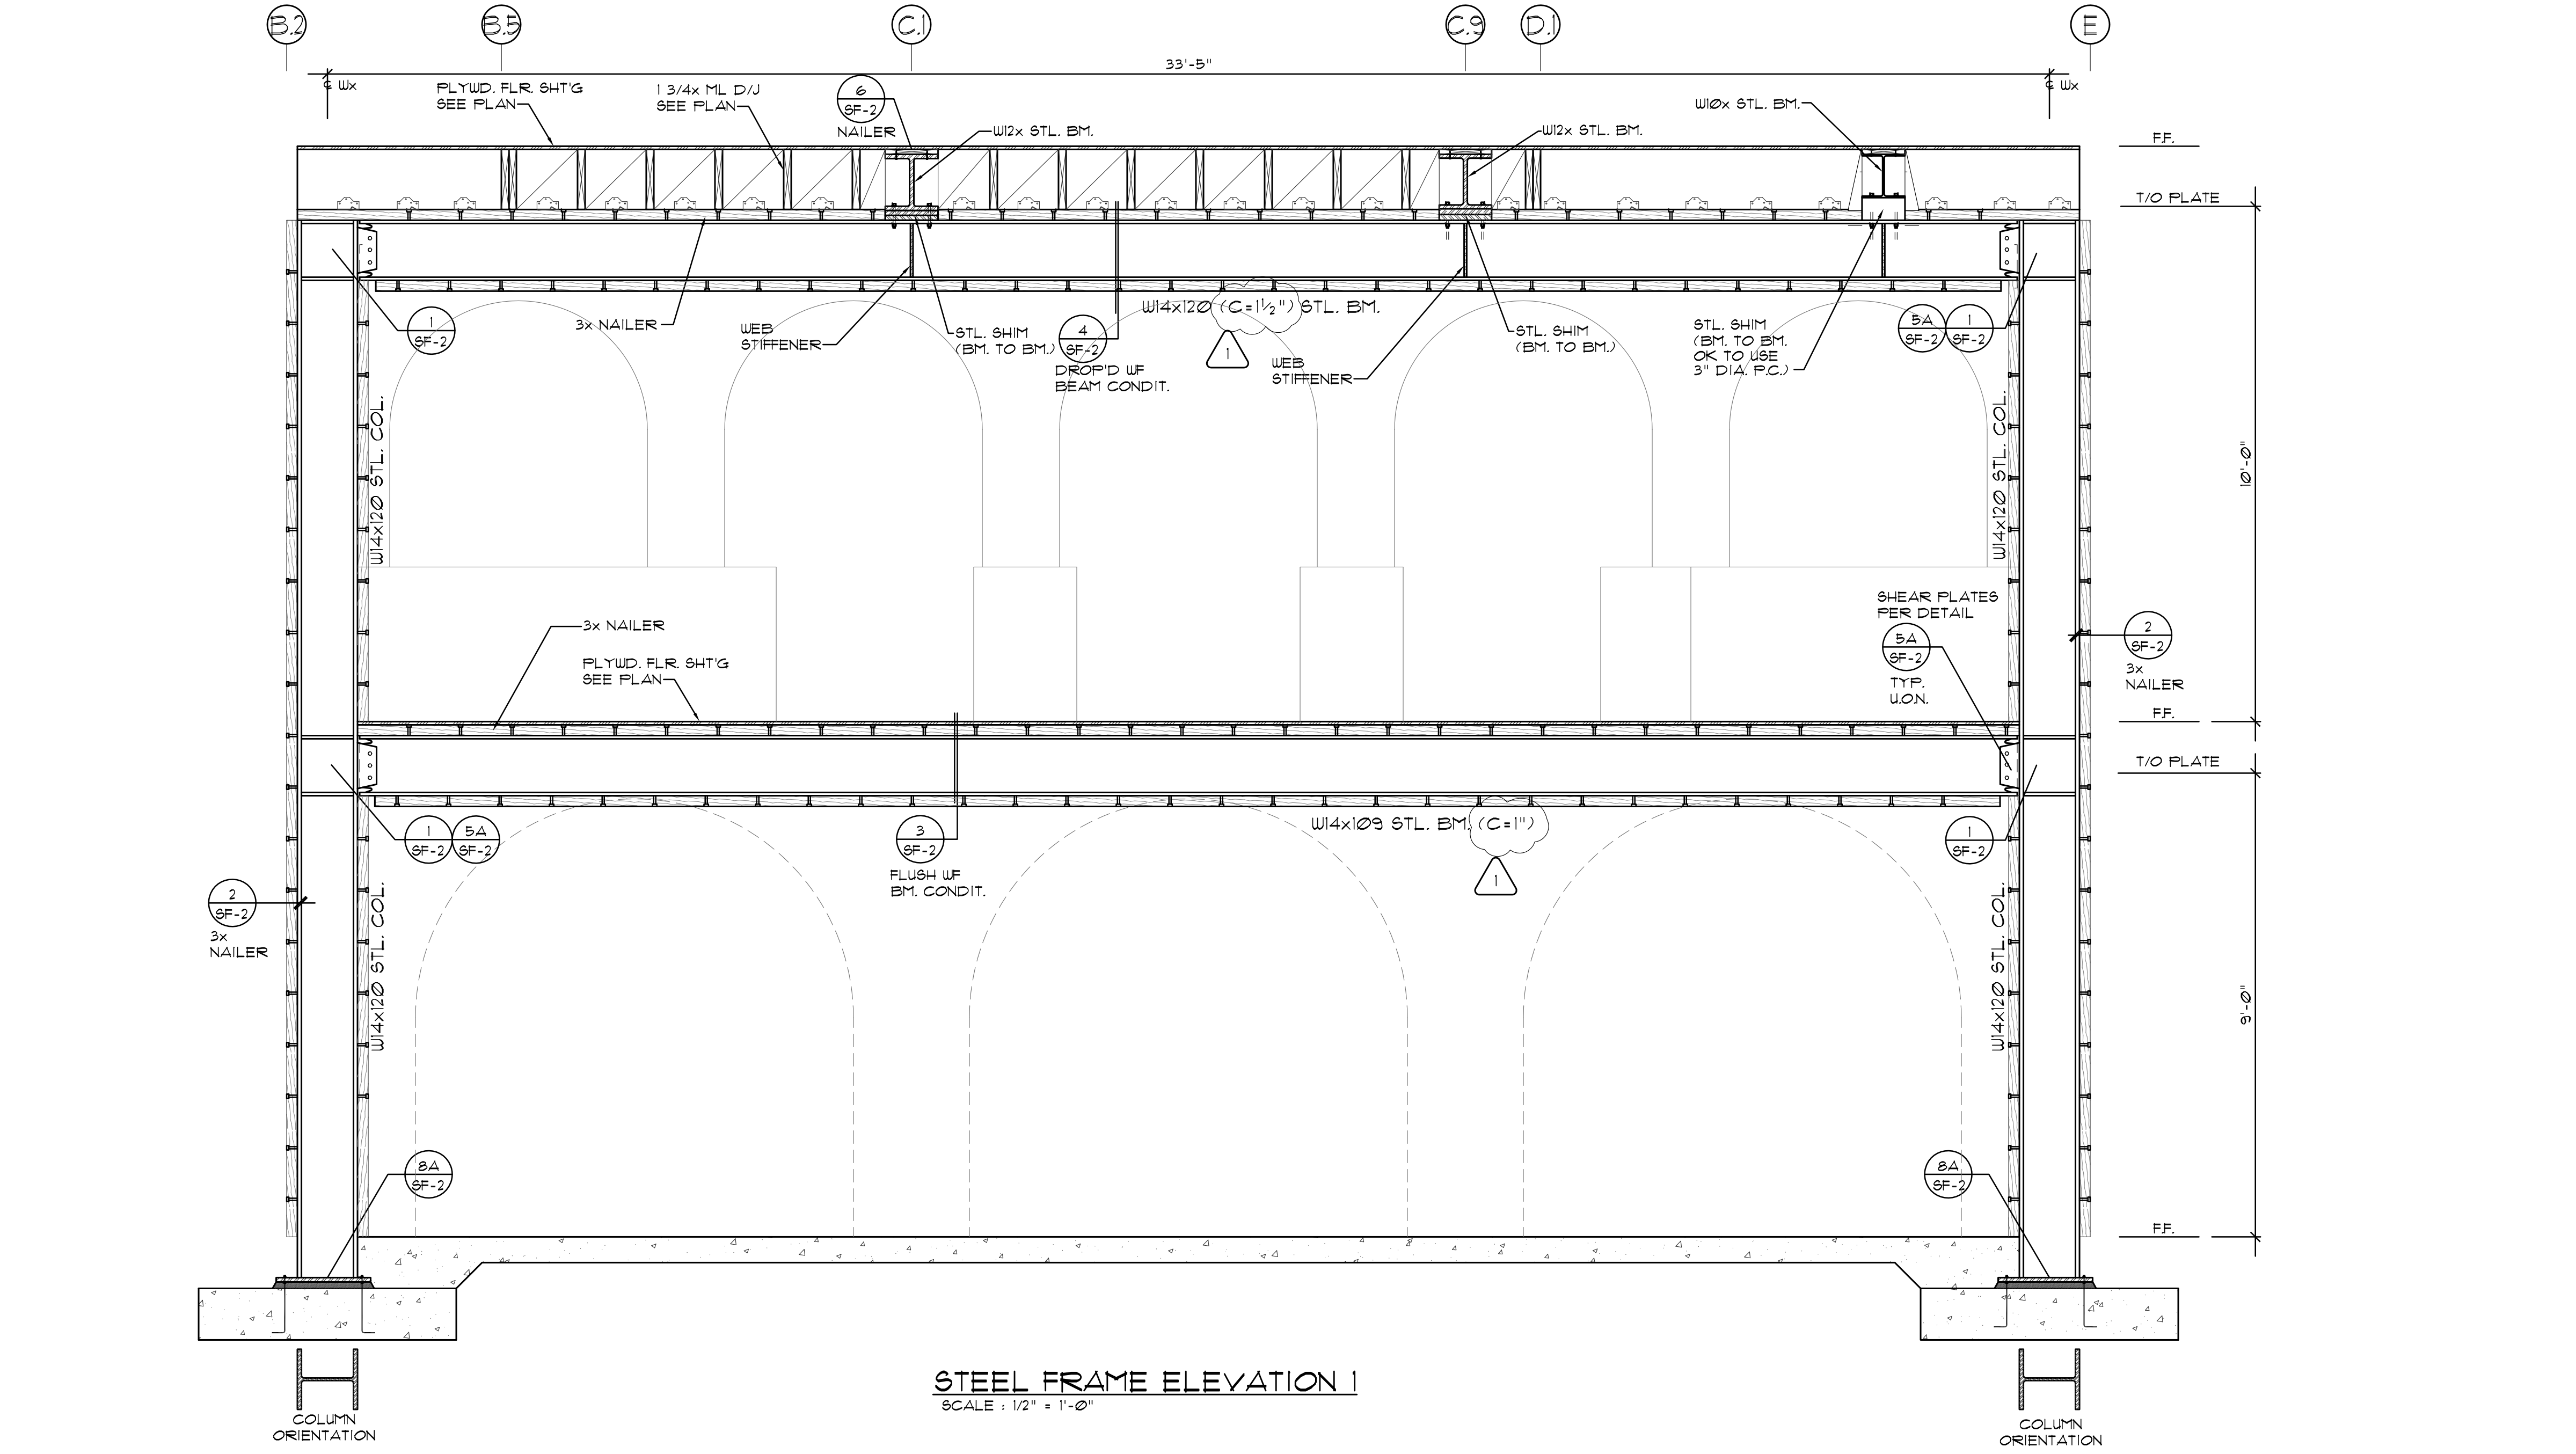 B.2
B.5
C.1
C.9
D.1
E
33'-5"
℄ Wx
℄ Wx
PLYWD. FLR. SHT'G
SEE PLAN
1 3/4x ML D/J
SEE PLAN
6
SF-2
NAILER
W12x STL. BM.
W12x STL. BM.
W10x STL. BM.
F.F.
T/O PLATE
1
SF-2
3x NAILER
WEB
STIFFENER
STL. SHIM
(BM. TO BM.)
4
SF-2
DROP'D WF
BEAM CONDIT.
W14x120 (C=1½") STL. BM.
1
WEB
STIFFENER
STL. SHIM
(BM. TO BM.)
STL. SHIM
(BM. TO BM.
OK TO USE
3" DIA. P.C.)
5A
SF-2
1
SF-2
W14x120 STL. COL.
W14x120 STL. COL.
10'-0"
3x NAILER
PLYWD. FLR. SHT'G
SEE PLAN
SHEAR PLATES
PER DETAIL
5A
SF-2
TYP.
U.O.N.
2
SF-2
3x
NAILER
F.F.
T/O PLATE
1
SF-2
5A
SF-2
3
SF-2
FLUSH WF
BM. CONDIT.
W14x109 STL. BM. (C=1")
1
1
SF-2
2
SF-2
3x
NAILER
W14x120 STL. COL.
W14x120 STL. COL.
9'-0"
8A
SF-2
8A
SF-2
F.F.
STEEL FRAME ELEVATION 1
SCALE : 1/2" = 1'-0"
COLUMN
ORIENTATION
COLUMN
ORIENTATION